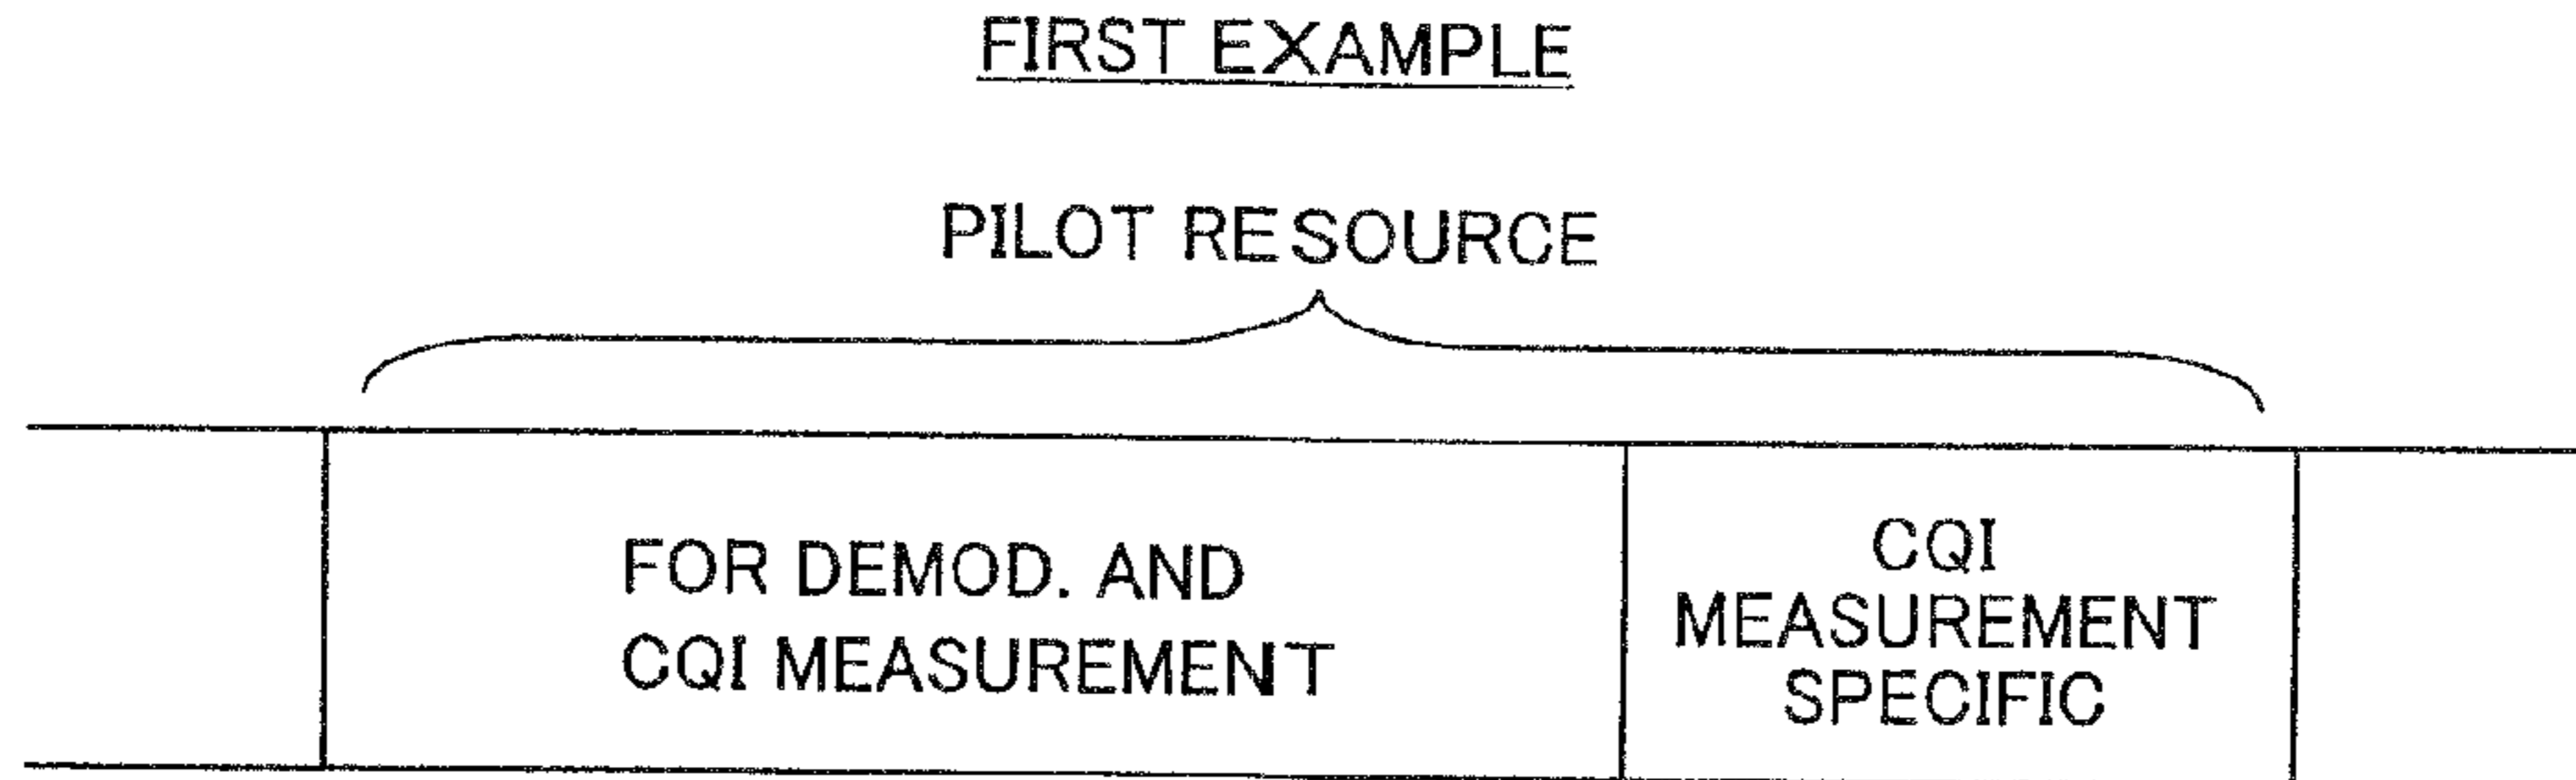 FIRST EXAMPLE
PILOT RESOURCE
FOR DEMOD. AND
CQI MEASUREMENT
CQI
MEASUREMENT
SPECIFIC